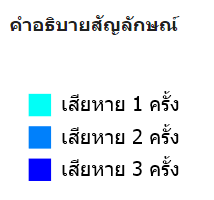 คำอธิบายสัญลักษณ์
เสียหาย 1 ครั้ง
เสียหาย 2 ครั้ง
เสียหาย 3 ครั้ง